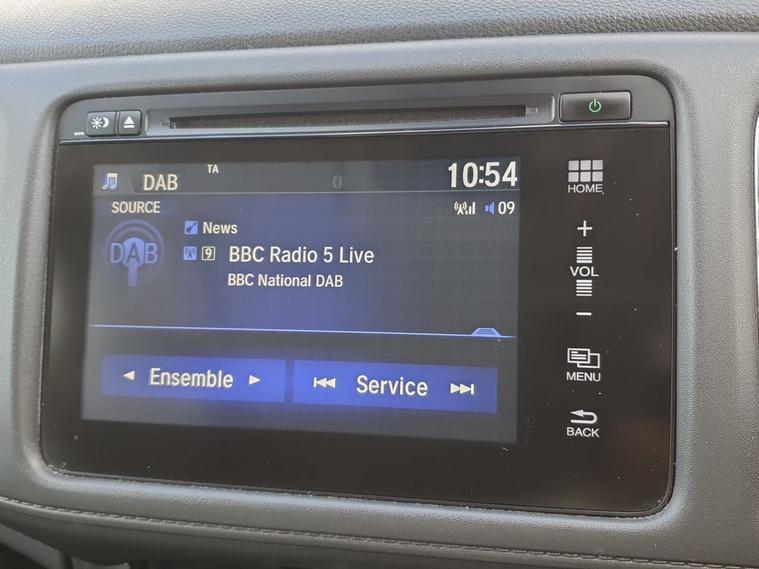 TA
DAB
10:54
SOURCE
09
DAB
News
9 BBC Radio 5 Live
BBC National DAB
Ensemble
Service
HOME
+
VOL
−
MENU
BACK